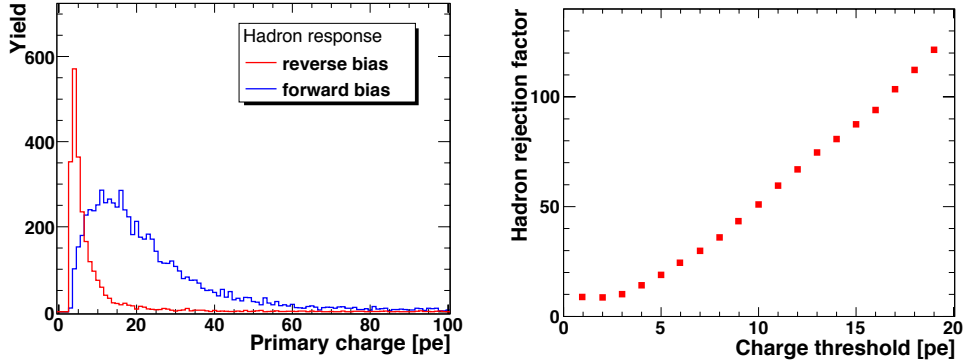 Yield
600
400
200
0
Hadron response
reverse bias
forward bias
0 20 40 60 80 100
Primary charge [pe]
Hadron rejection factor
100
50
0
0 5 10 15 20
Charge threshold [pe]